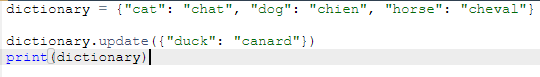 dictionary = {"cat": "chat", "dog": "chien", "horse": "cheval"}
dictionary.update({"duck": "canard"})
print(dictionary)